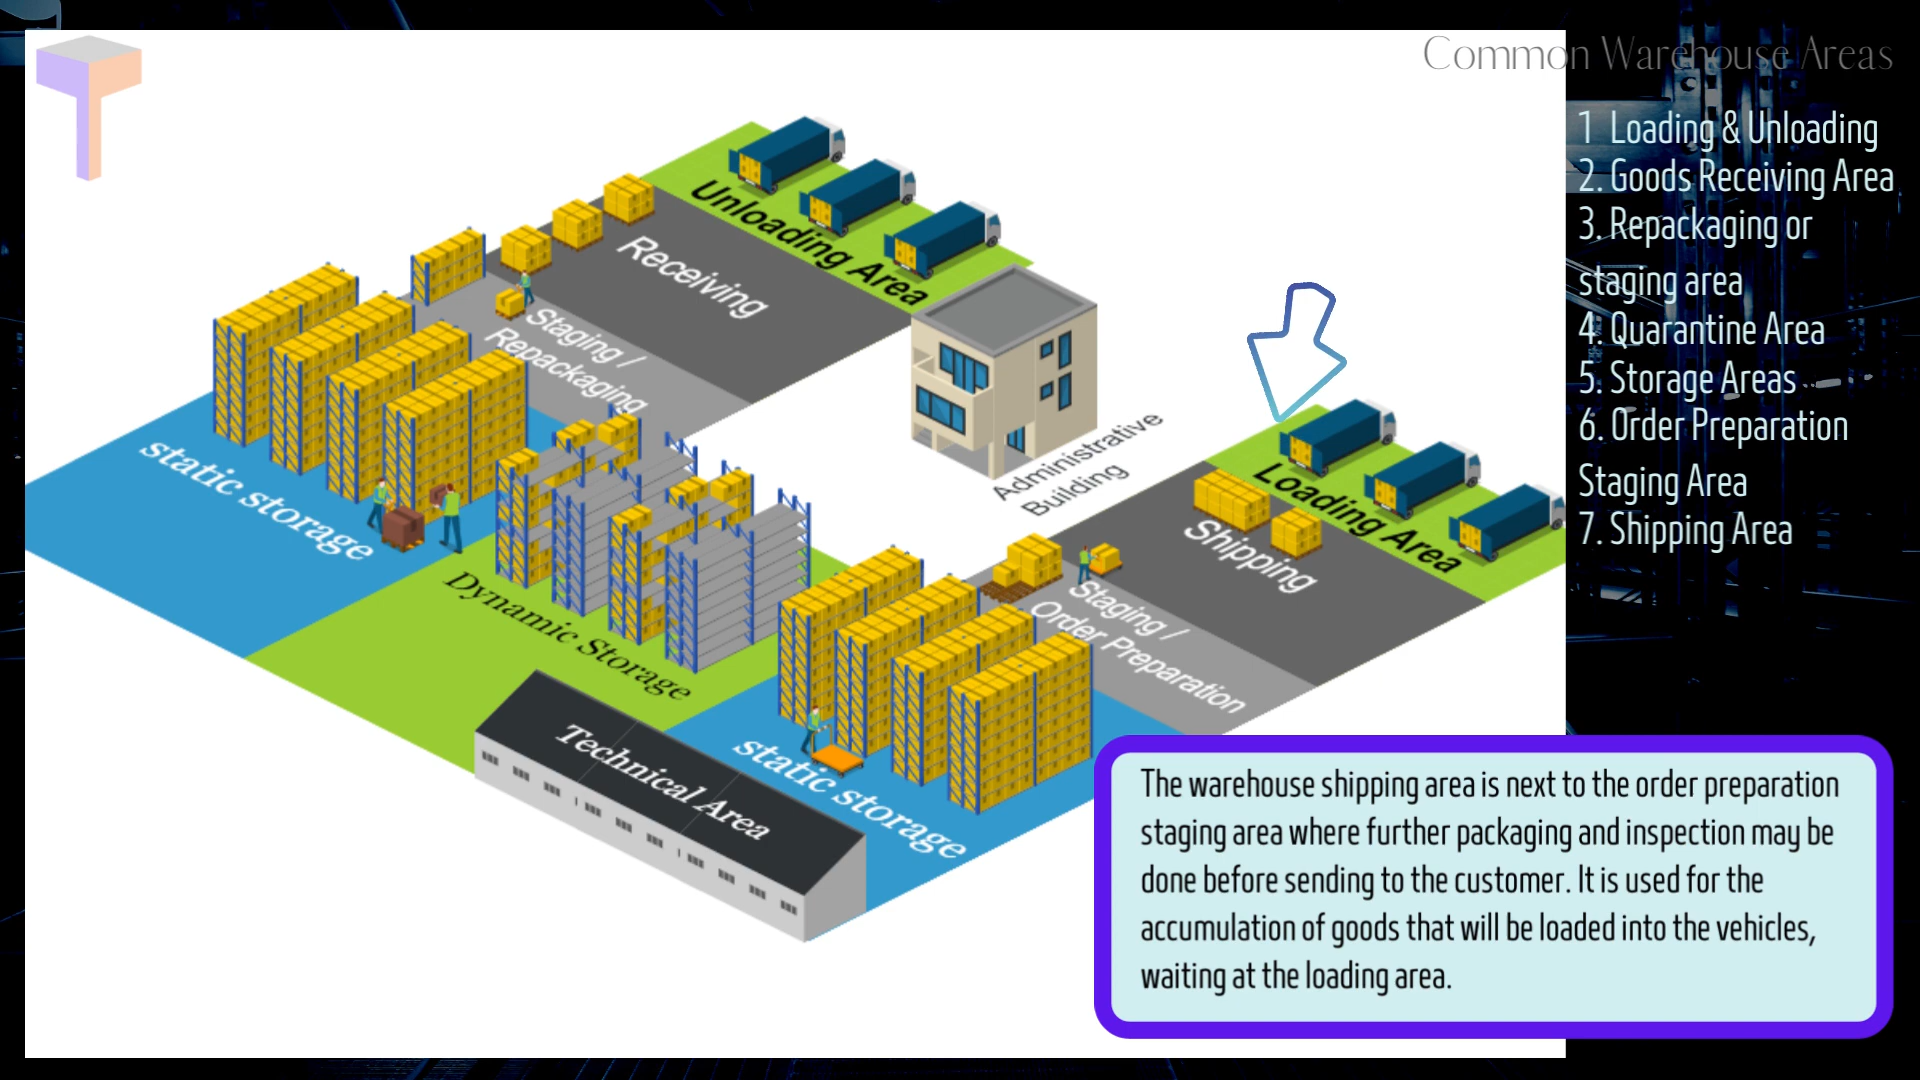 Common Warehouse Areas
1 Loading & Unloading
2. Goods Receiving Area
3. Repackaging or
staging area
4. Quarantine Area
5. Storage Areas
6. Order Preparation
Staging Area
7. Shipping Area
Unloading Area
Receiving
Staging /
Repackaging
static storage
Dynamic Storage
Technical Area
static storage
Administrative
Building
Loading Area
Shipping
Staging /
Order Preparation
The warehouse shipping area is next to the order preparation
staging area where further packaging and inspection may be
done before sending to the customer. It is used for the
accumulation of goods that will be loaded into the vehicles,
waiting at the loading area.